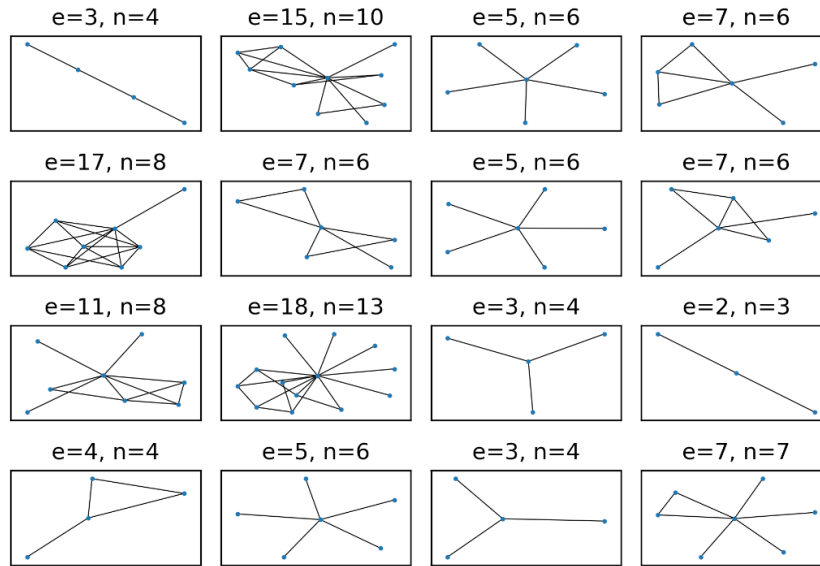 e=3, n=4 e=15, n=10 e=5, n=6 e=7, n=6
e=17, n=8 e=7, n=6 e=5, n=6 e=7, n=6
e=11, n=8 e=18, n=13 e=3, n=4 e=2, n=3
e=4, n=4 e=5, n=6 e=3, n=4 e=7, n=7